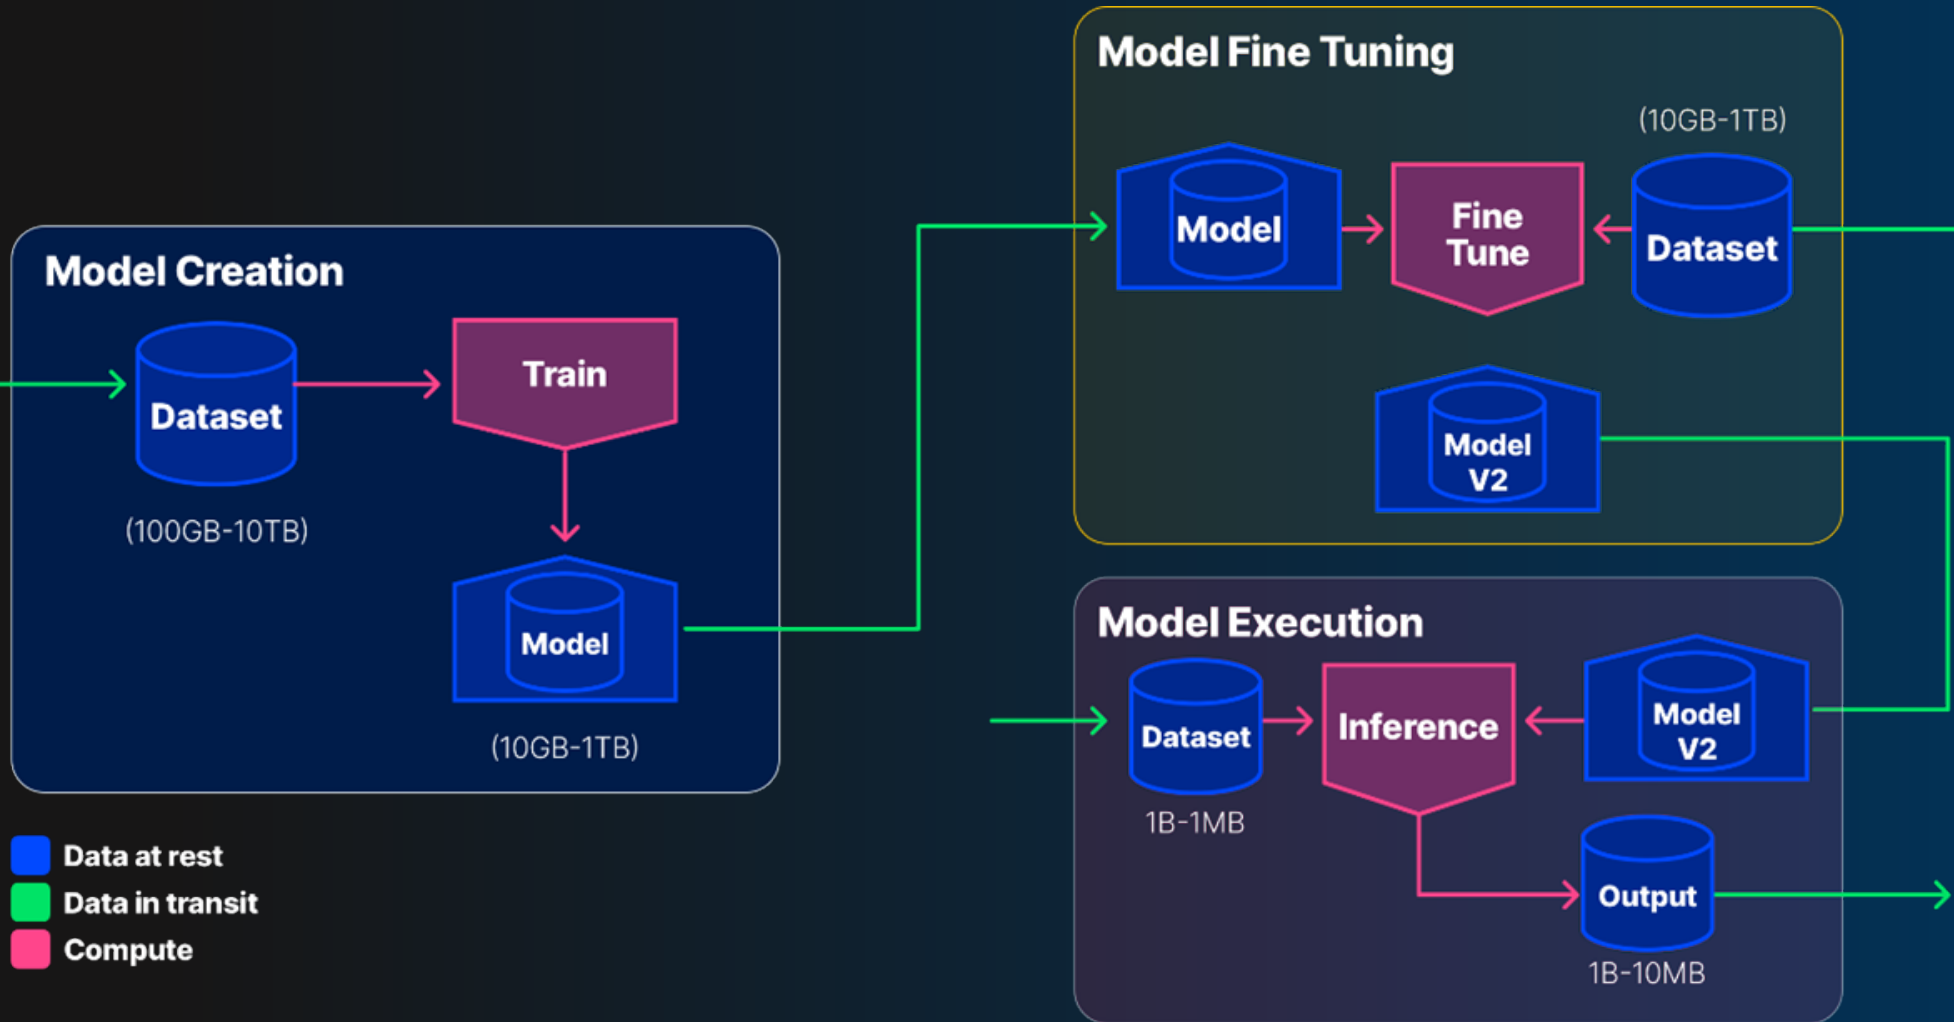 Model Creation
Dataset
(100GB-10TB)
Train
Model
(10GB-1TB)
Data at rest
Data in transit
Compute
Model Fine Tuning
(10GB-1TB)
Model
Fine
Tune
Dataset
Model
V2
Model Execution
Dataset
1B-1MB
Inference
Model
V2
Output
1B-10MB